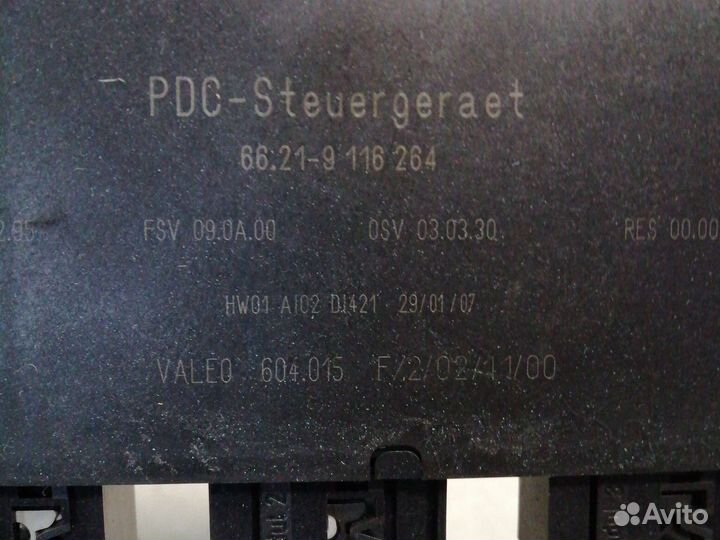 PDC-Steuergeraet
66.21-9 116 264
FSV 09.0A.00 OSV 03.03.30 RES 00.00
HW01 AI02 DI421 29/01/07
VALEO 604.015 F/2/02/11/00
Avito